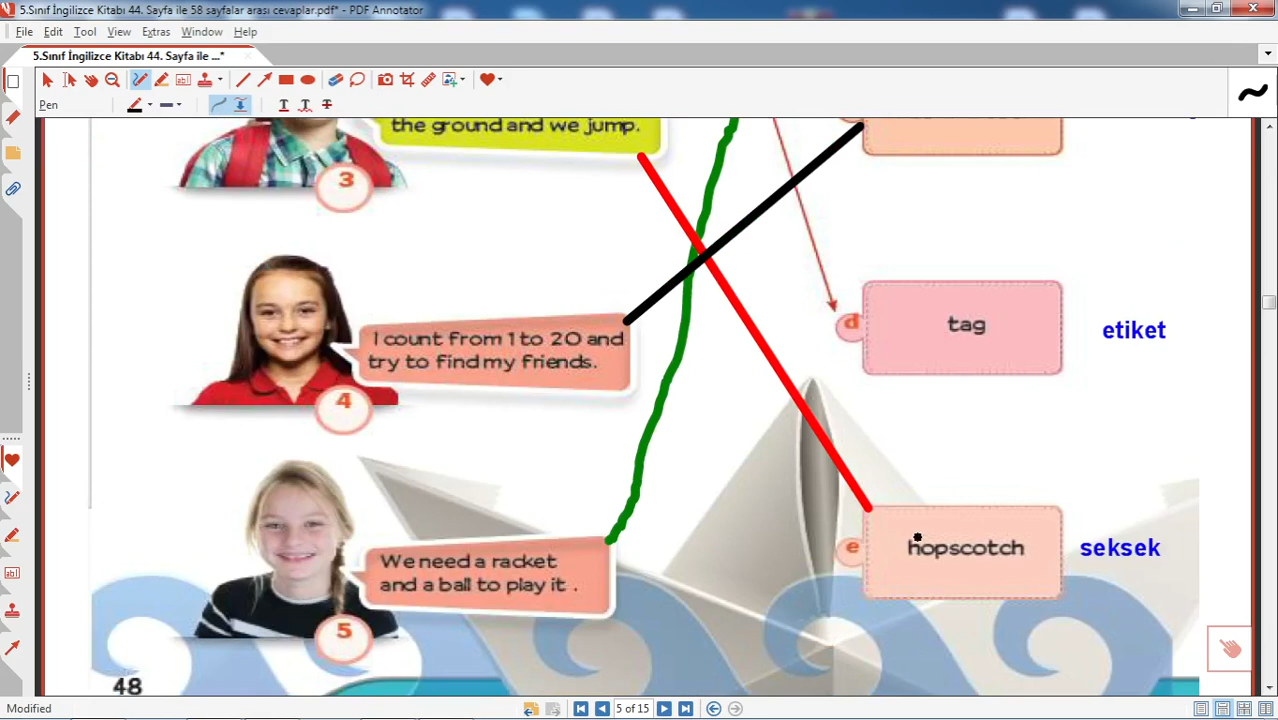 5.Sınıf İngilizce Kitabı 44. Sayfa ile 58 sayfalar arası cevaplar.pdf* - PDF Annotator
File Edit Tool View Extras Window Help
5.Sınıf İngilizce Kitabı 44. Sayfa ile ...*
Pen
the ground and we jump.
3
I count from 1 to 20 and
try to find my friends.
4
d
tag
etiket
We need a racket
and a ball to play it .
5
e
hopscotch
seksek
48
Modified
5 of 15